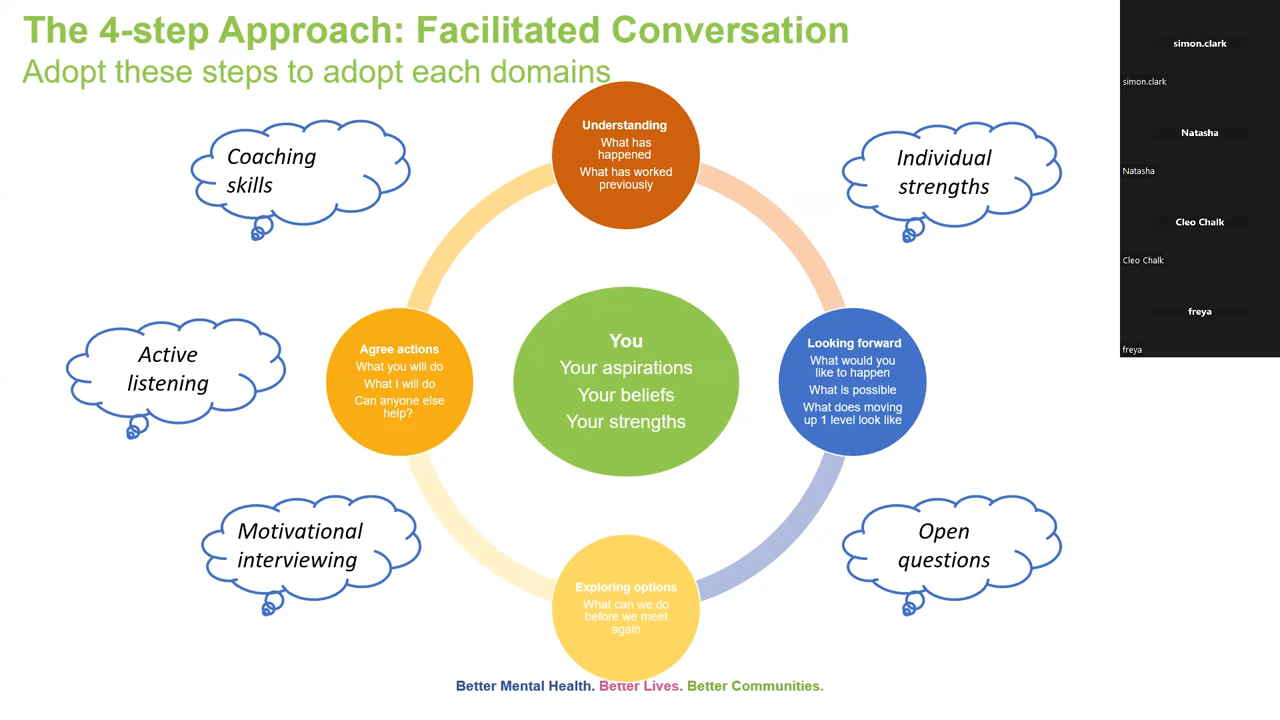 The 4-step Approach: Facilitated Conversation
Adopt these steps to adopt each domains
Coaching
skills
Understanding
What has
happened
What has worked
previously
Individual
strengths
Active
listening
Agree actions
What you will do
What I will do
Can anyone else
help?
You
Your aspirations
Your beliefs
Your strengths
Looking forward
What would you
like to happen
What is possible
What does moving
up 1 level look like
Motivational
interviewing
Exploring options
What can we do
before we meet
again
Open
questions
Better Mental Health. Better Lives. Better Communities.
simon.clark
simon.clark
Natasha
Natasha
Cleo Chalk
Cleo Chalk
freya
freya